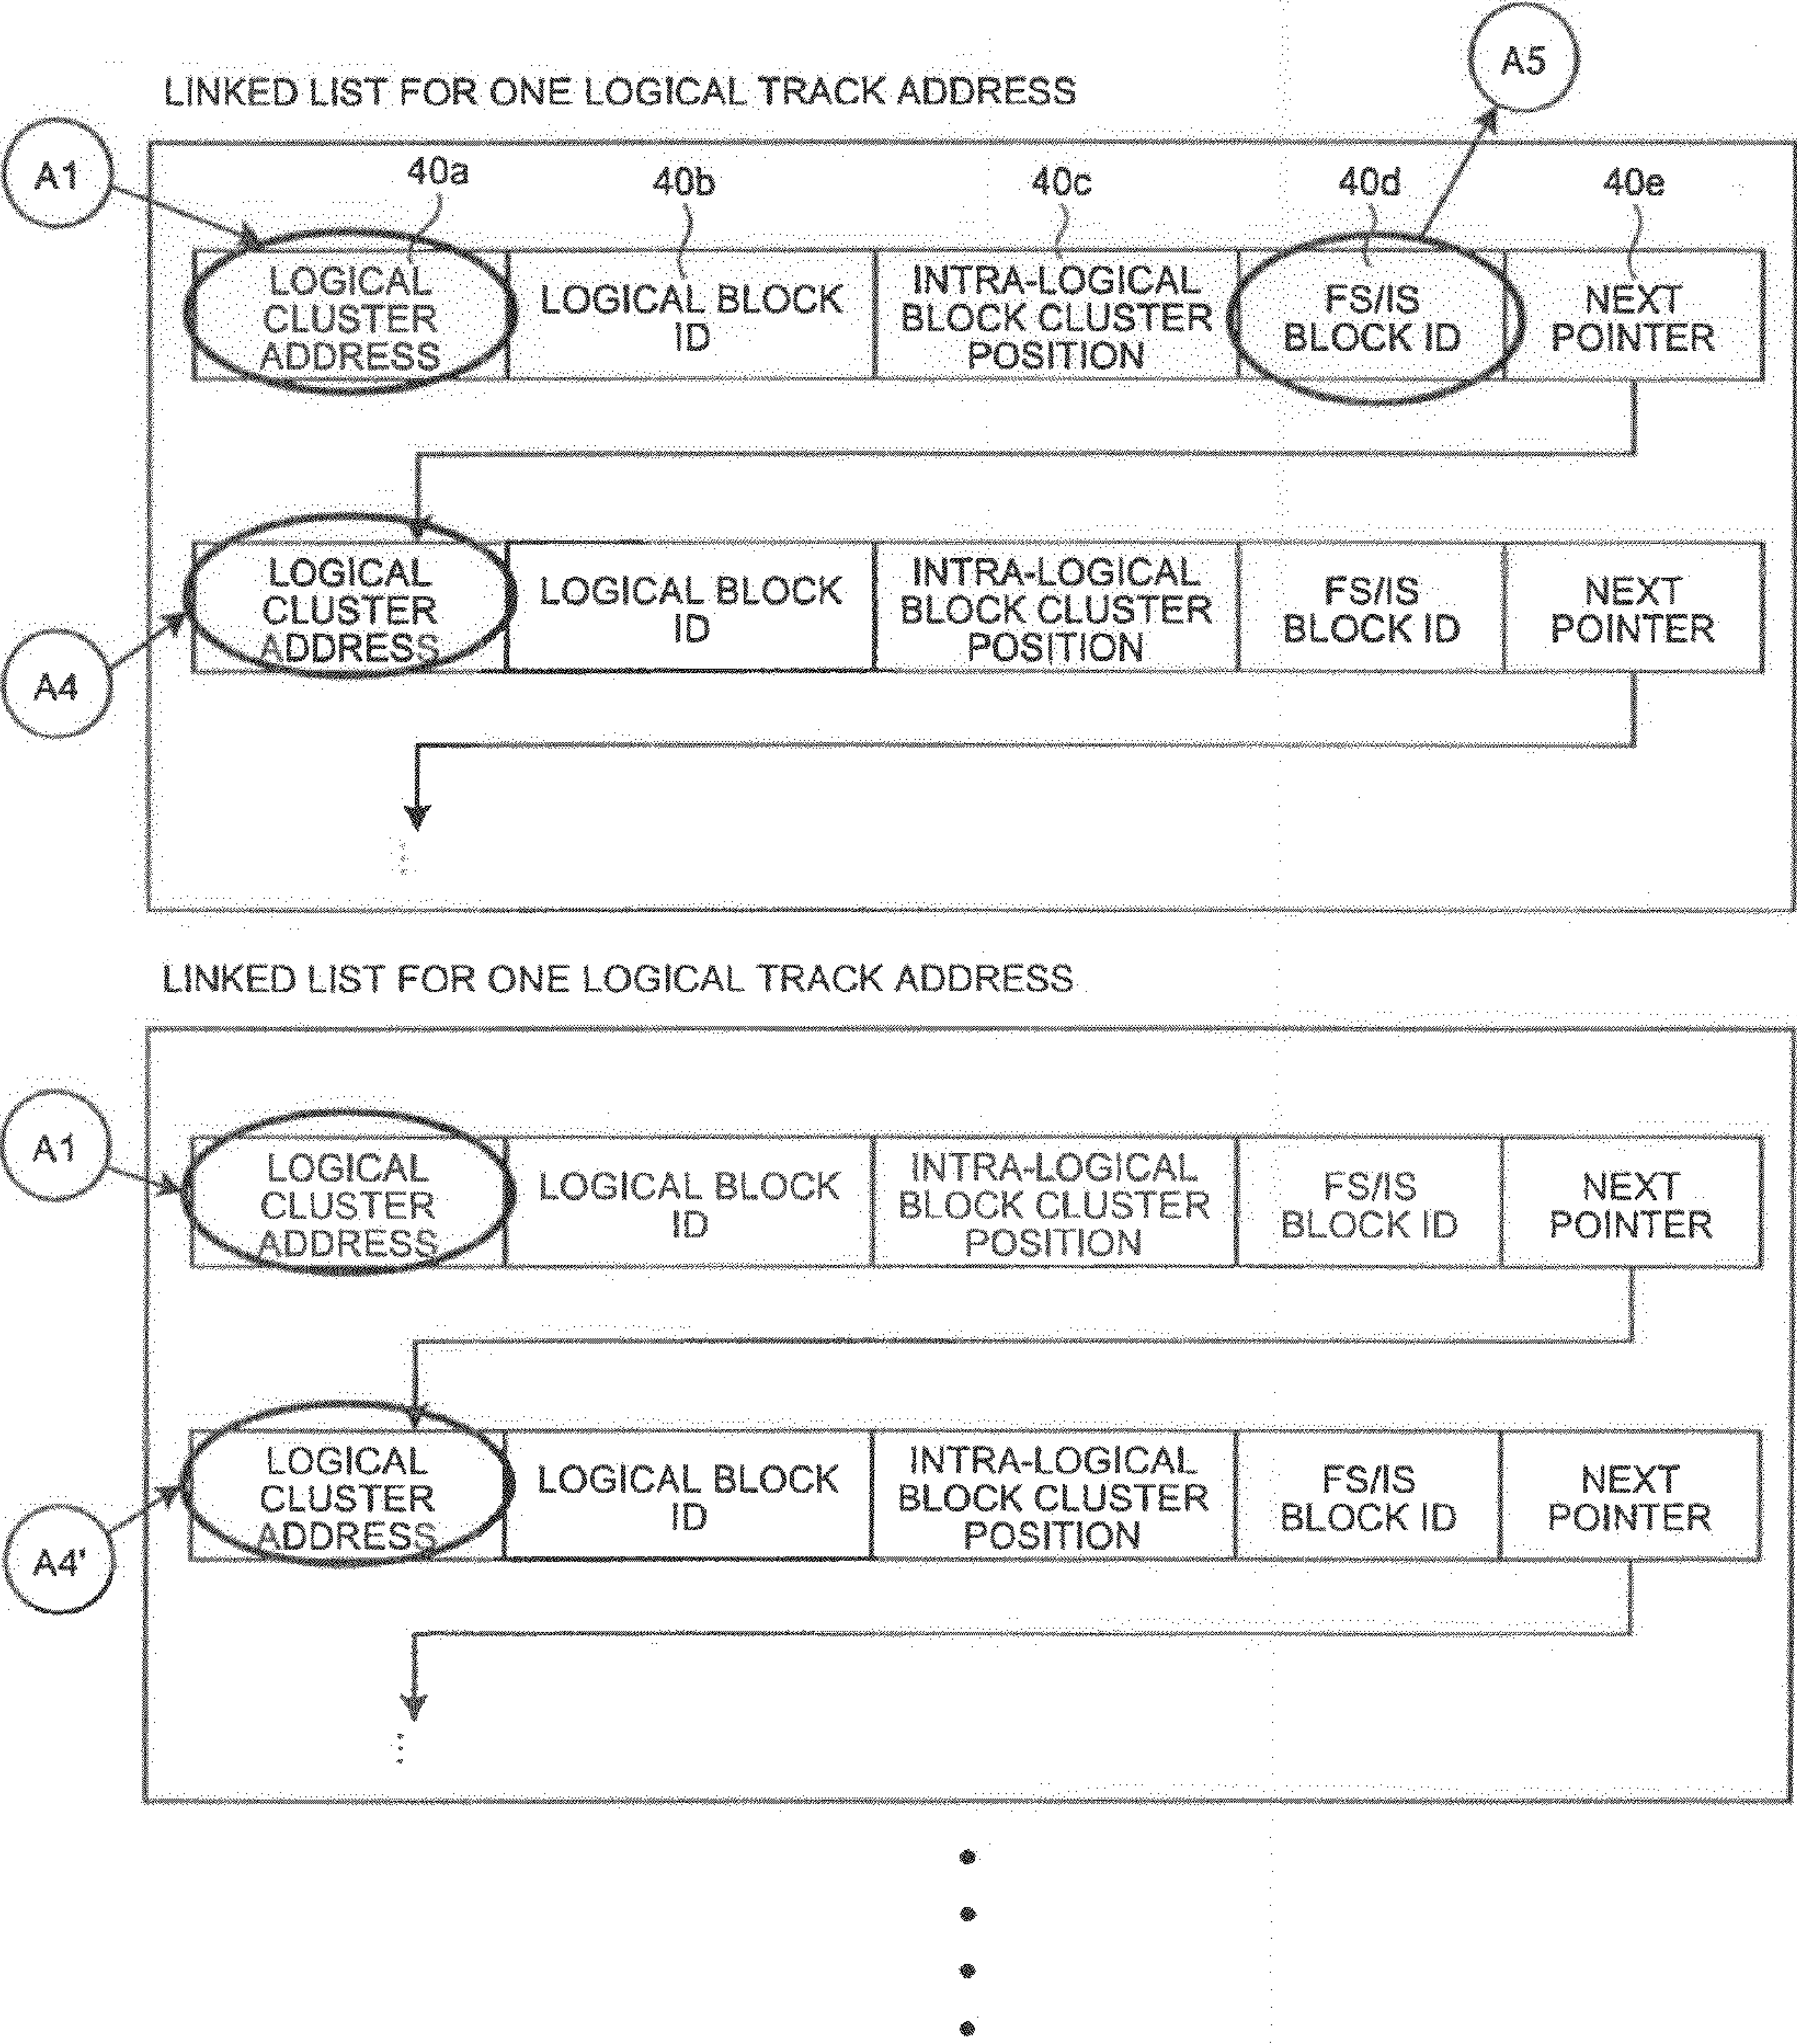 A5
LINKED LIST FOR ONE LOGICAL TRACK ADDRESS
A1
40a
40b
40c
40d
40e
LOGICAL
CLUSTER
ADDRESS
LOGICAL BLOCK
ID
INTRA-LOGICAL
BLOCK CLUSTER
POSITION
FS/IS
BLOCK ID
NEXT
POINTER
A4
LOGICAL
CLUSTER
ADDRESS
LOGICAL BLOCK
ID
INTRA-LOGICAL
BLOCK CLUSTER
POSITION
FS/IS
BLOCK ID
NEXT
POINTER
LINKED LIST FOR ONE LOGICAL TRACK ADDRESS
A1
LOGICAL
CLUSTER
ADDRESS
LOGICAL BLOCK
ID
INTRA-LOGICAL
BLOCK CLUSTER
POSITION
FS/IS
BLOCK ID
NEXT
POINTER
A4'
LOGICAL
CLUSTER
ADDRESS
LOGICAL BLOCK
ID
INTRA-LOGICAL
BLOCK CLUSTER
POSITION
FS/IS
BLOCK ID
NEXT
POINTER